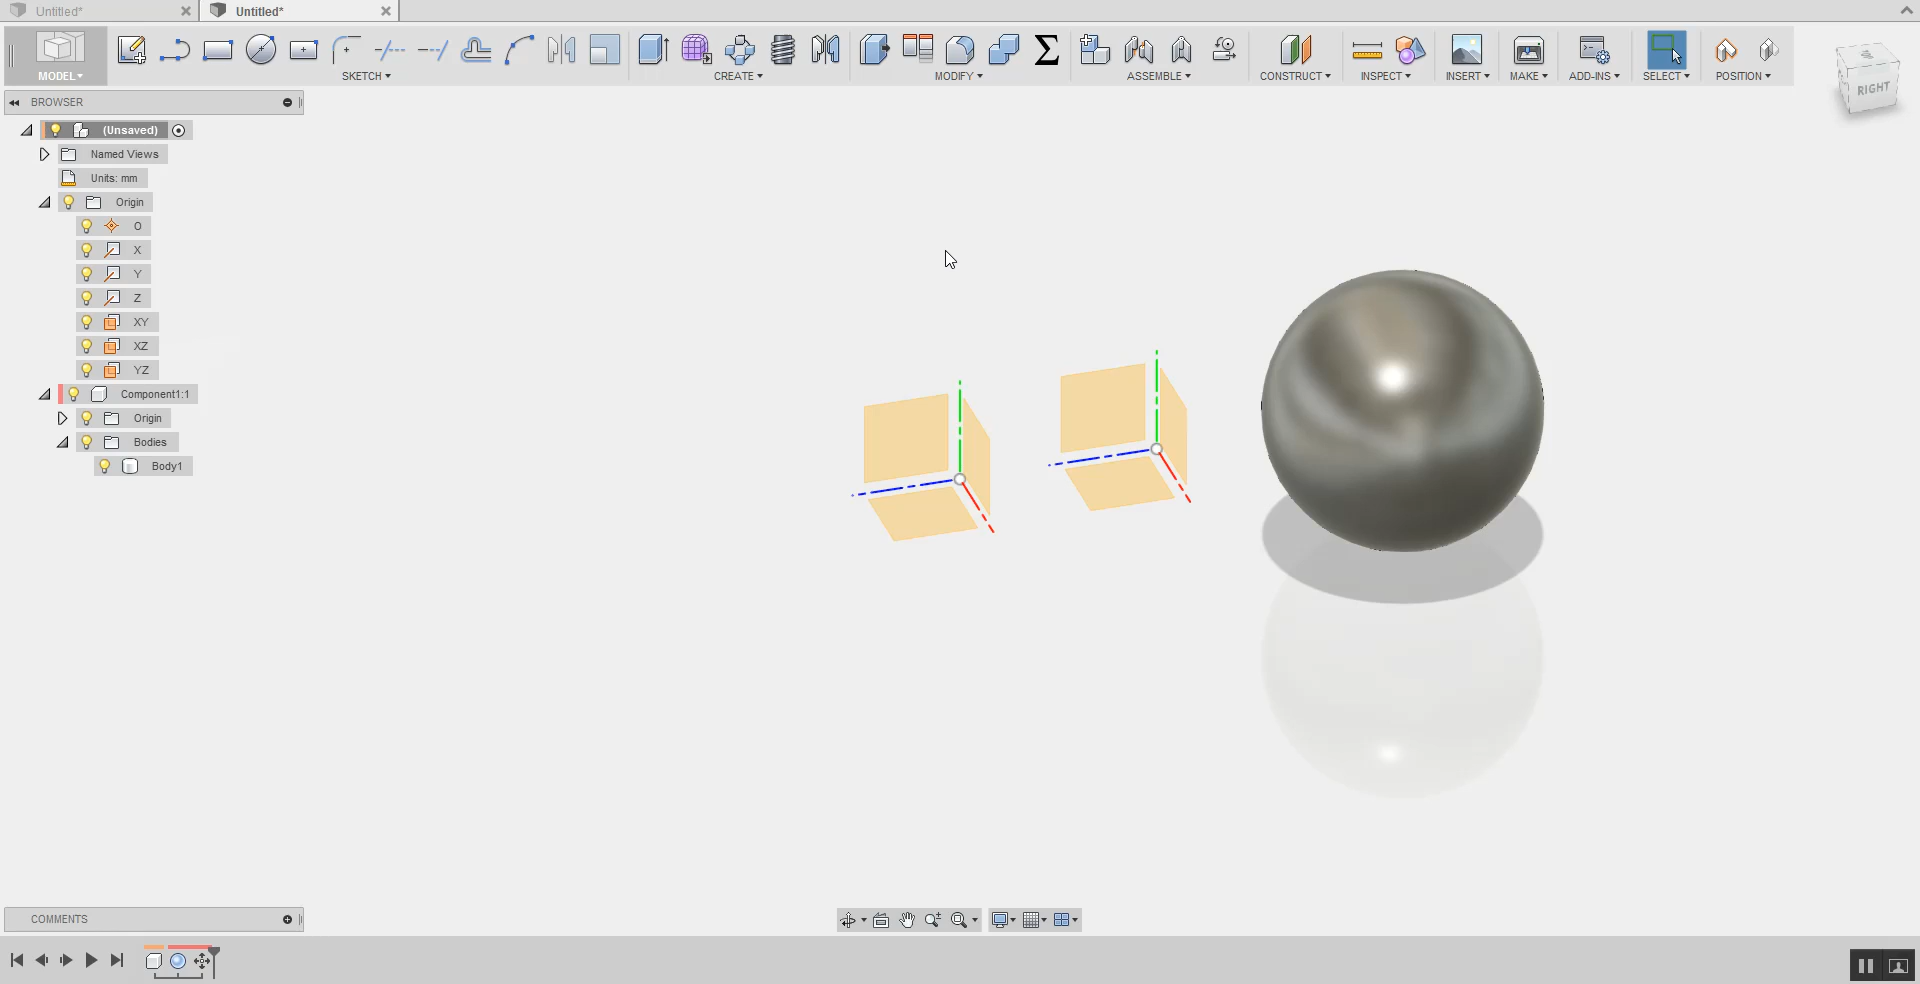 Untitled*
Untitled*
MODEL
SKETCH
CREATE
MODIFY
ASSEMBLE
CONSTRUCT
INSPECT
INSERT
MAKE
ADD-INS
SELECT
POSITION
RIGHT
BROWSER
(Unsaved)
Named Views
Units: mm
Origin
O
X
Y
Z
XY
XZ
YZ
Component1:1
Origin
Bodies
Body1
COMMENTS